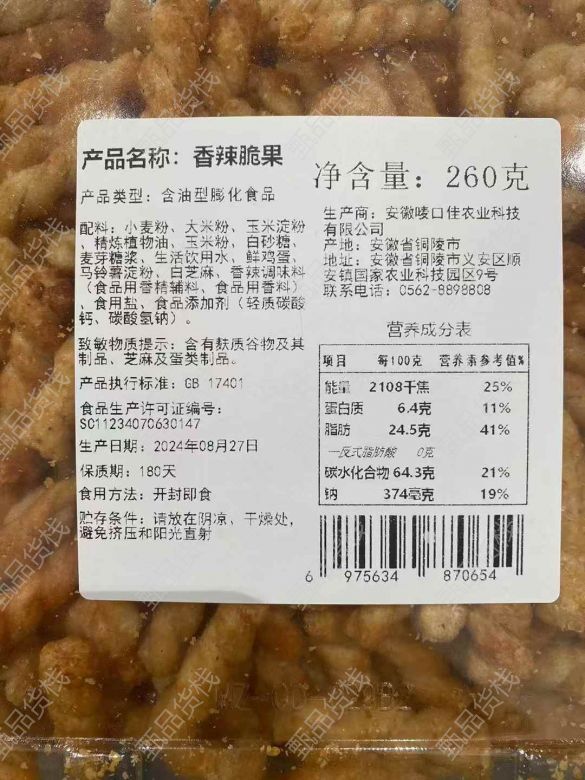 产品名称：香辣脆果
产品类型：含油型膨化食品
配料：小麦粉、大米粉、玉米淀粉
、精炼植物油、玉米粉、白砂糖、
麦芽糖浆、生活饮用水、鲜鸡蛋、
马铃薯淀粉、白芝麻、香辣调味料
（食品用香精辅料、食品用香料）
、食用盐、食品添加剂（轻质碳酸
钙、碳酸氢钠）。
致敏物质提示：含有麸质谷物及其
制品、芝麻及蛋类制品。
产品执行标准：GB 17401
食品生产许可证编号：
SC11234070630147
生产日期：2024年08月27日
保质期：180天
食用方法：开封即食
贮存条件：请放在阴凉、干燥处，
避免挤压和阳光直射
净含量：260克
生产商：安徽唛口佳农业科技
有限公司
产地：安徽省铜陵市
地址：安徽省铜陵市义安区顺
安镇国家农业科技园区9号
联系电话：0562-8898808
营养成分表
项目 每100克 营养素参考值%
能量 2108千焦 25%
蛋白质 6.4克 11%
脂肪 24.5克 41%
—反式脂肪酸 0克
碳水化合物 64.3克 21%
钠 374毫克 19%
6 975634 870654
甄品货栈